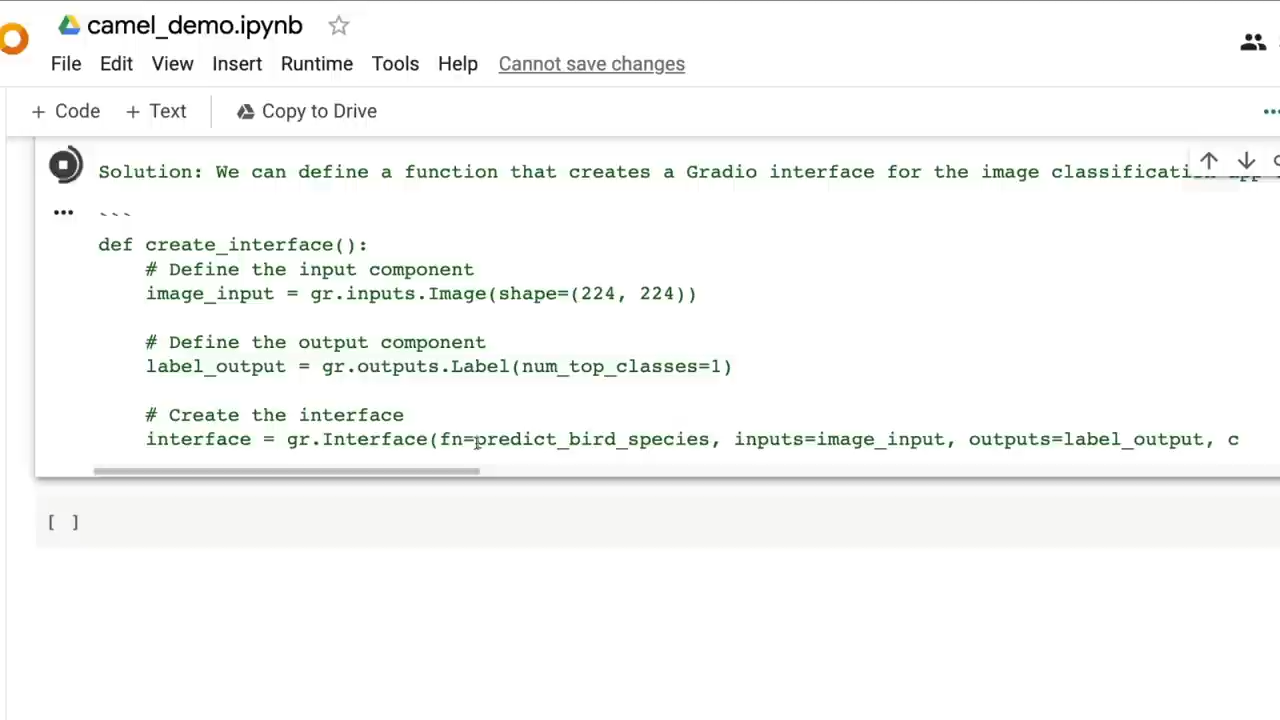 camel_demo.ipynb
File Edit View Insert Runtime Tools Help Cannot save changes
+ Code + Text Copy to Drive
Solution: We can define a function that creates a Gradio interface for the image classificati
```
def create_interface():
# Define the input component
image_input = gr.inputs.Image(shape=(224, 224))
# Define the output component
label_output = gr.outputs.Label(num_top_classes=1)
# Create the interface
interface = gr.Interface(fn=predict_bird_species, inputs=image_input, outputs=label_output, c
[ ]